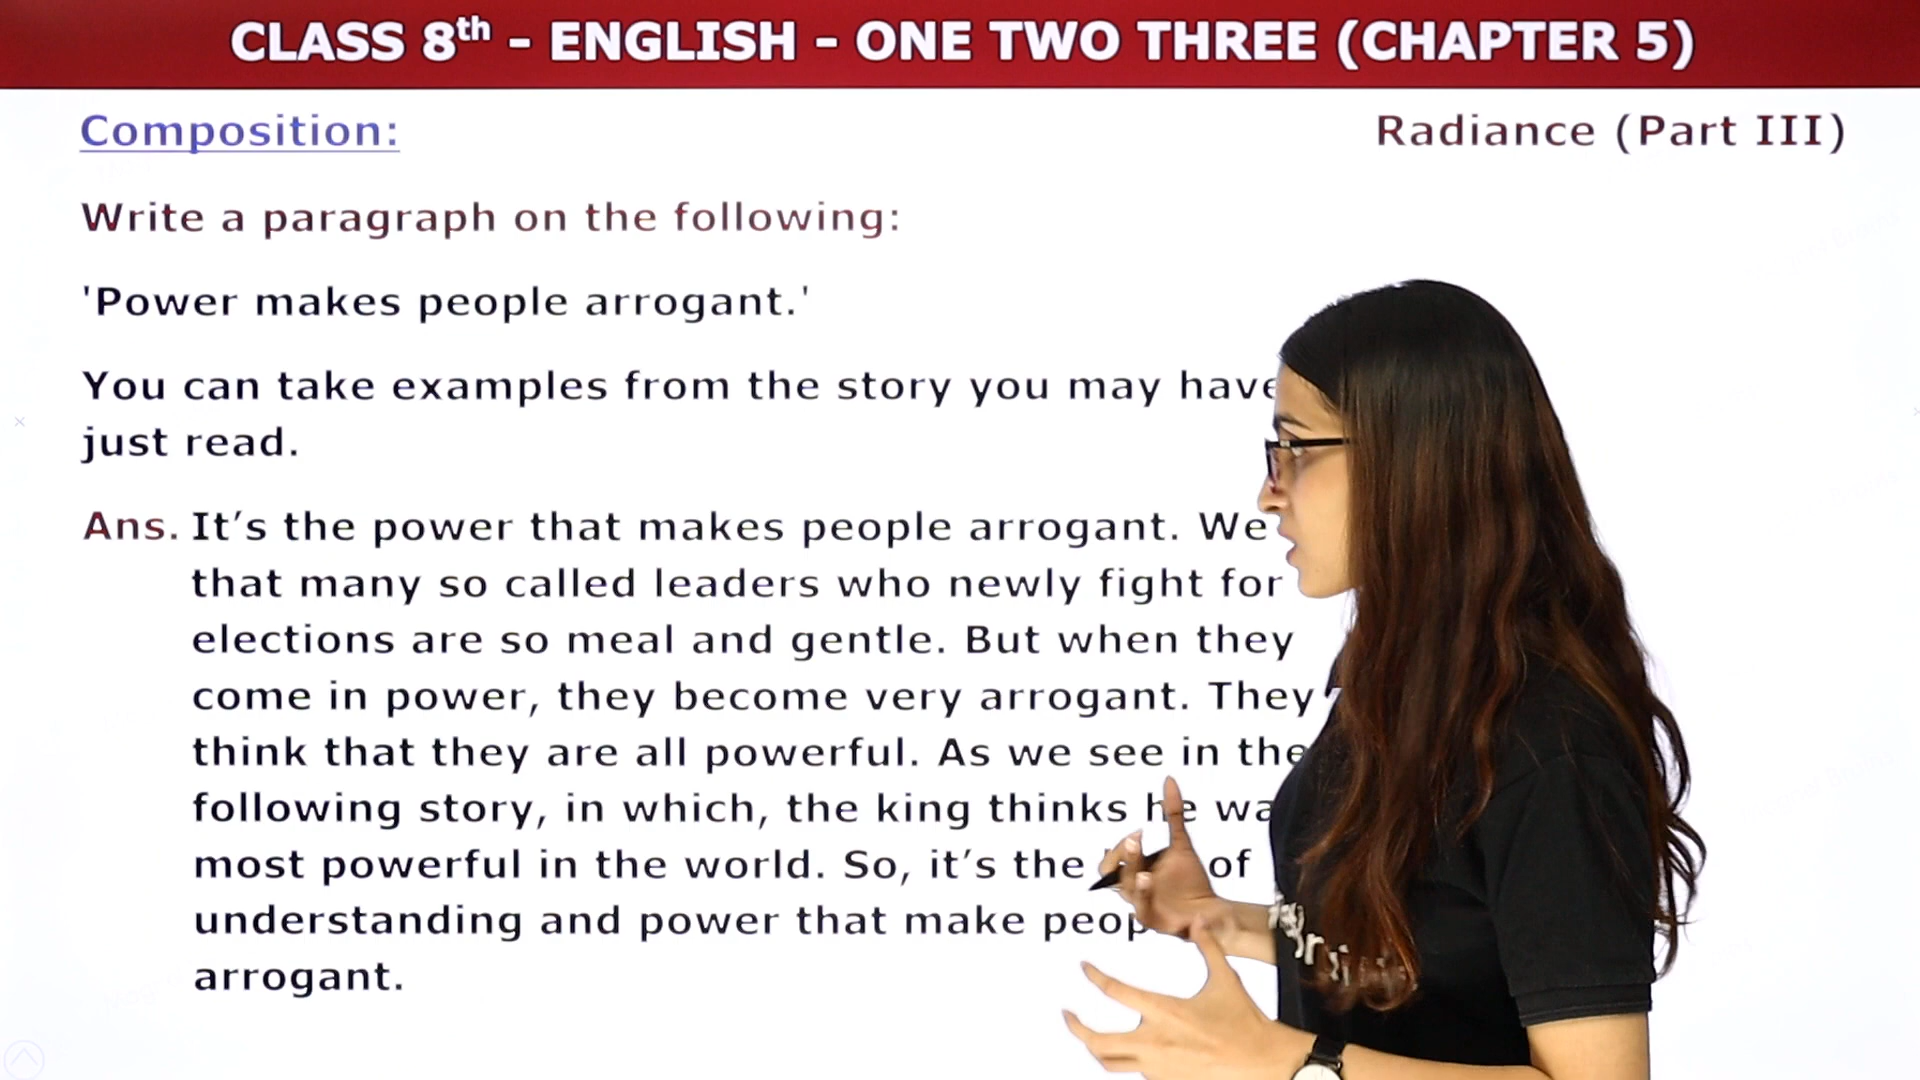 CLASS 8th - ENGLISH - ONE TWO THREE (CHAPTER 5)
Composition:
Radiance (Part III)
Write a paragraph on the following:
'Power makes people arrogant.'
You can take examples from the story you may have
just read.
Ans. It's the power that makes people arrogant. We
that many so called leaders who newly fight for
elections are so meal and gentle. But when they
come in power, they become very arrogant. They
think that they are all powerful. As we see in the
following story, in which, the king thinks he
most powerful in the world. So, it's the of
understanding and power that make
arrogant.